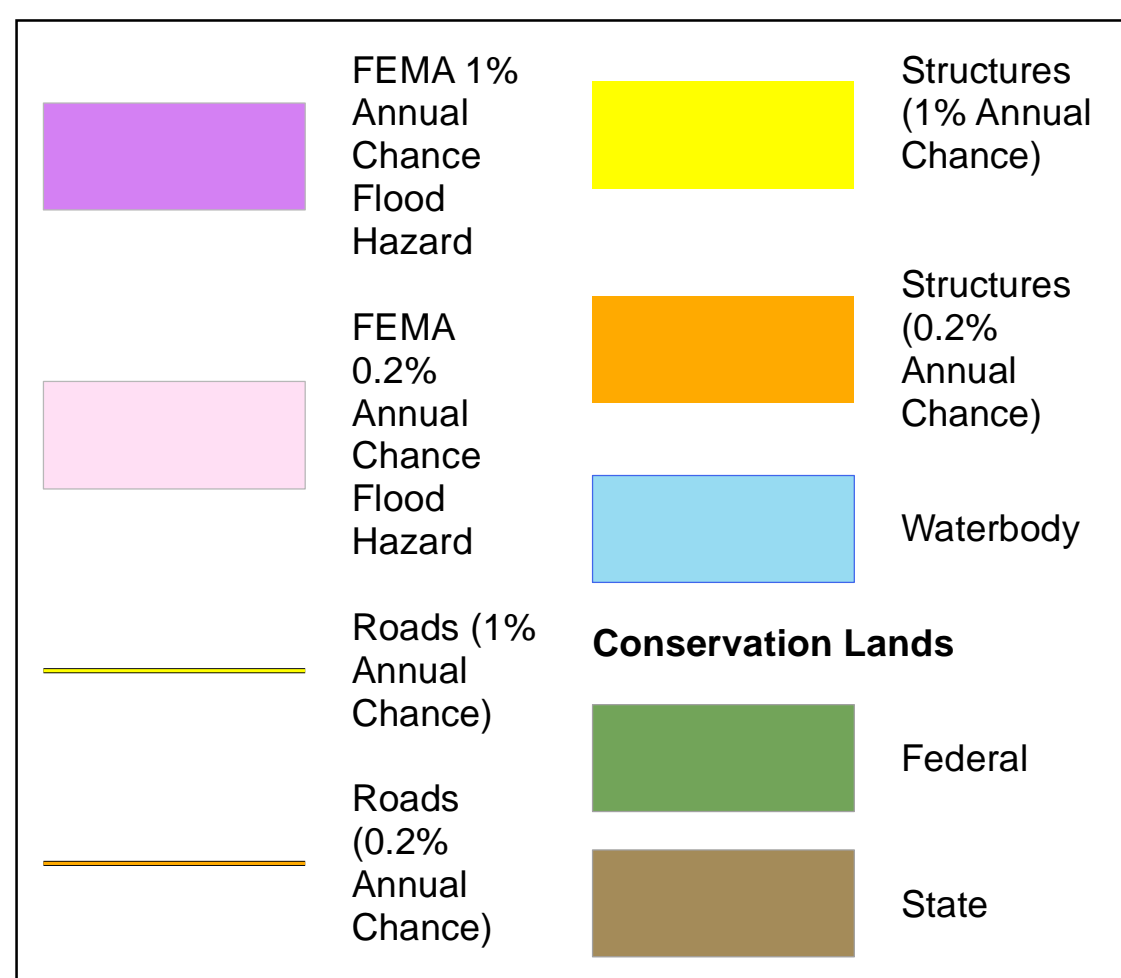 FEMA 1%
Annual
Chance
Flood
Hazard
FEMA
0.2%
Annual
Chance
Flood
Hazard
Roads (1%
Annual
Chance)
Roads
(0.2%
Annual
Chance)
Structures
(1% Annual
Chance)
Structures
(0.2%
Annual
Chance)
Waterbody
Conservation Lands
Federal
State